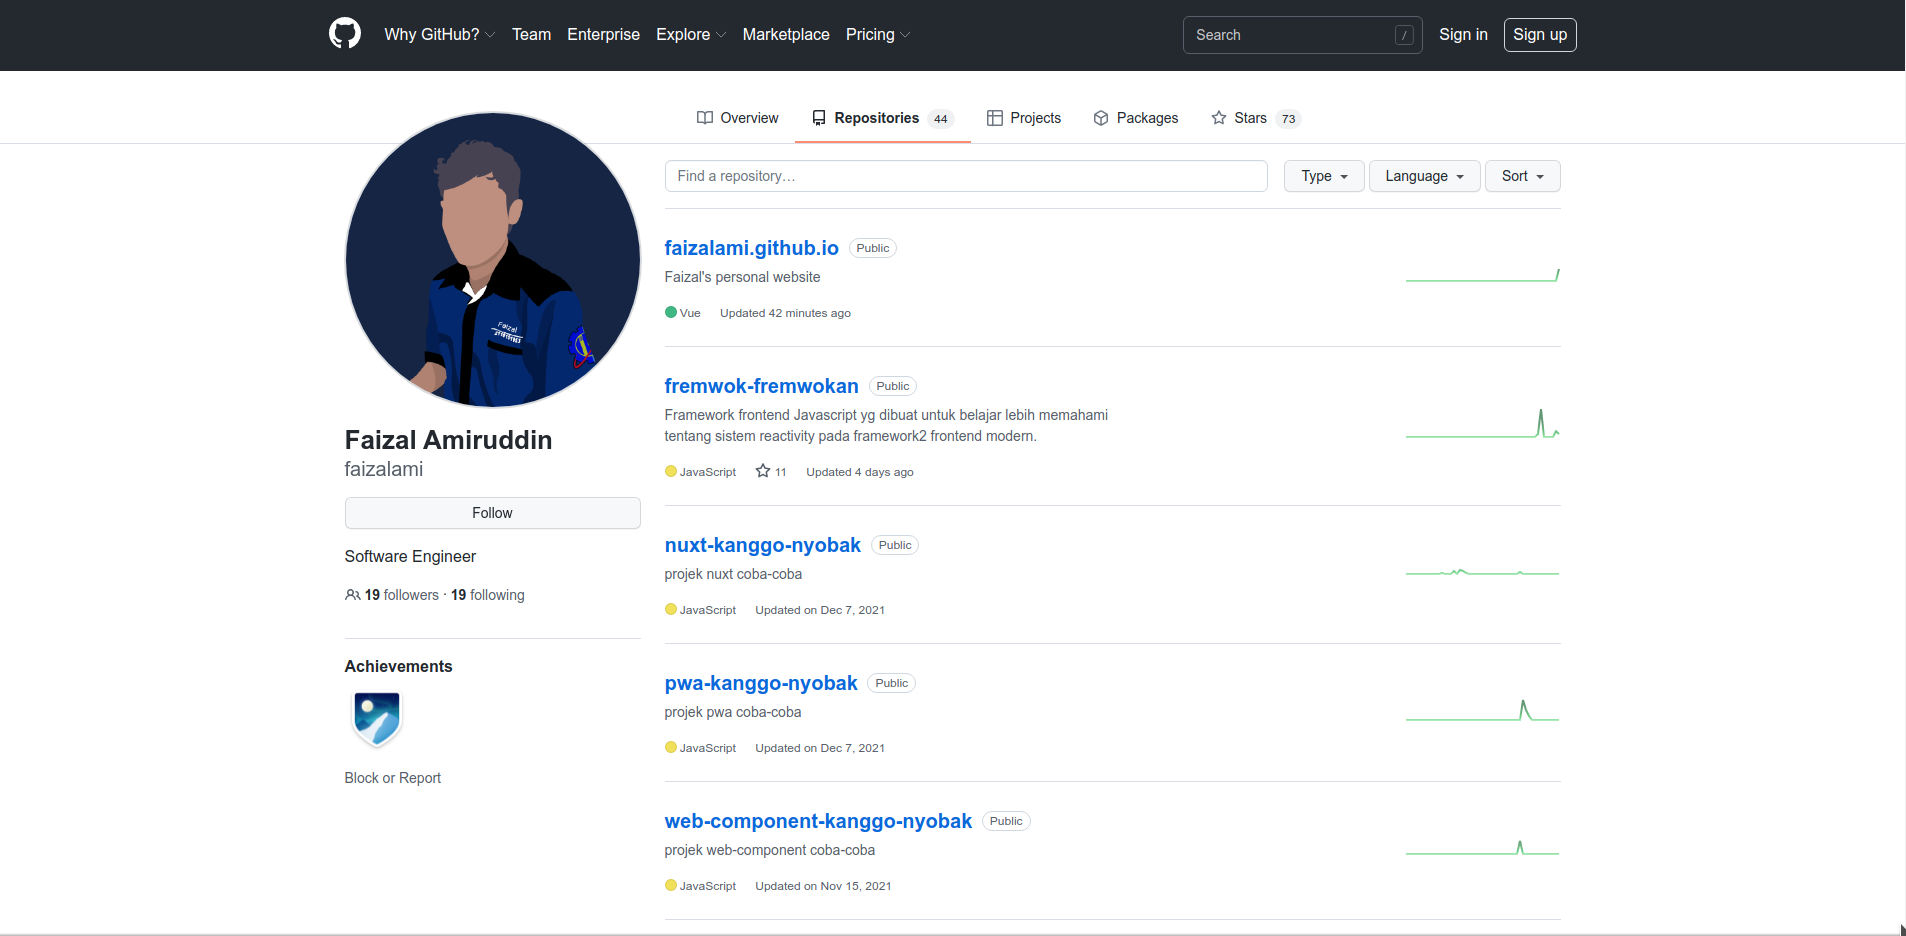 Why GitHub? Team Enterprise Explore Marketplace Pricing Search / Sign in Sign up
Overview Repositories 44 Projects Packages Stars 73
Find a repository… Type Language Sort
Faizal
Faizal Amiruddin
faizalami
Follow
Software Engineer
19 followers · 19 following
Achievements
Block or Report
faizalami.github.io Public
Faizal's personal website
Vue Updated 42 minutes ago
fremwok-fremwokan Public
Framework frontend Javascript yg dibuat untuk belajar lebih memahami
tentang sistem reactivity pada framework2 frontend modern.
JavaScript 11 Updated 4 days ago
nuxt-kanggo-nyobak Public
projek nuxt coba-coba
JavaScript Updated on Dec 7, 2021
pwa-kanggo-nyobak Public
projek pwa coba-coba
JavaScript Updated on Dec 7, 2021
web-component-kanggo-nyobak Public
projek web-component coba-coba
JavaScript Updated on Nov 15, 2021